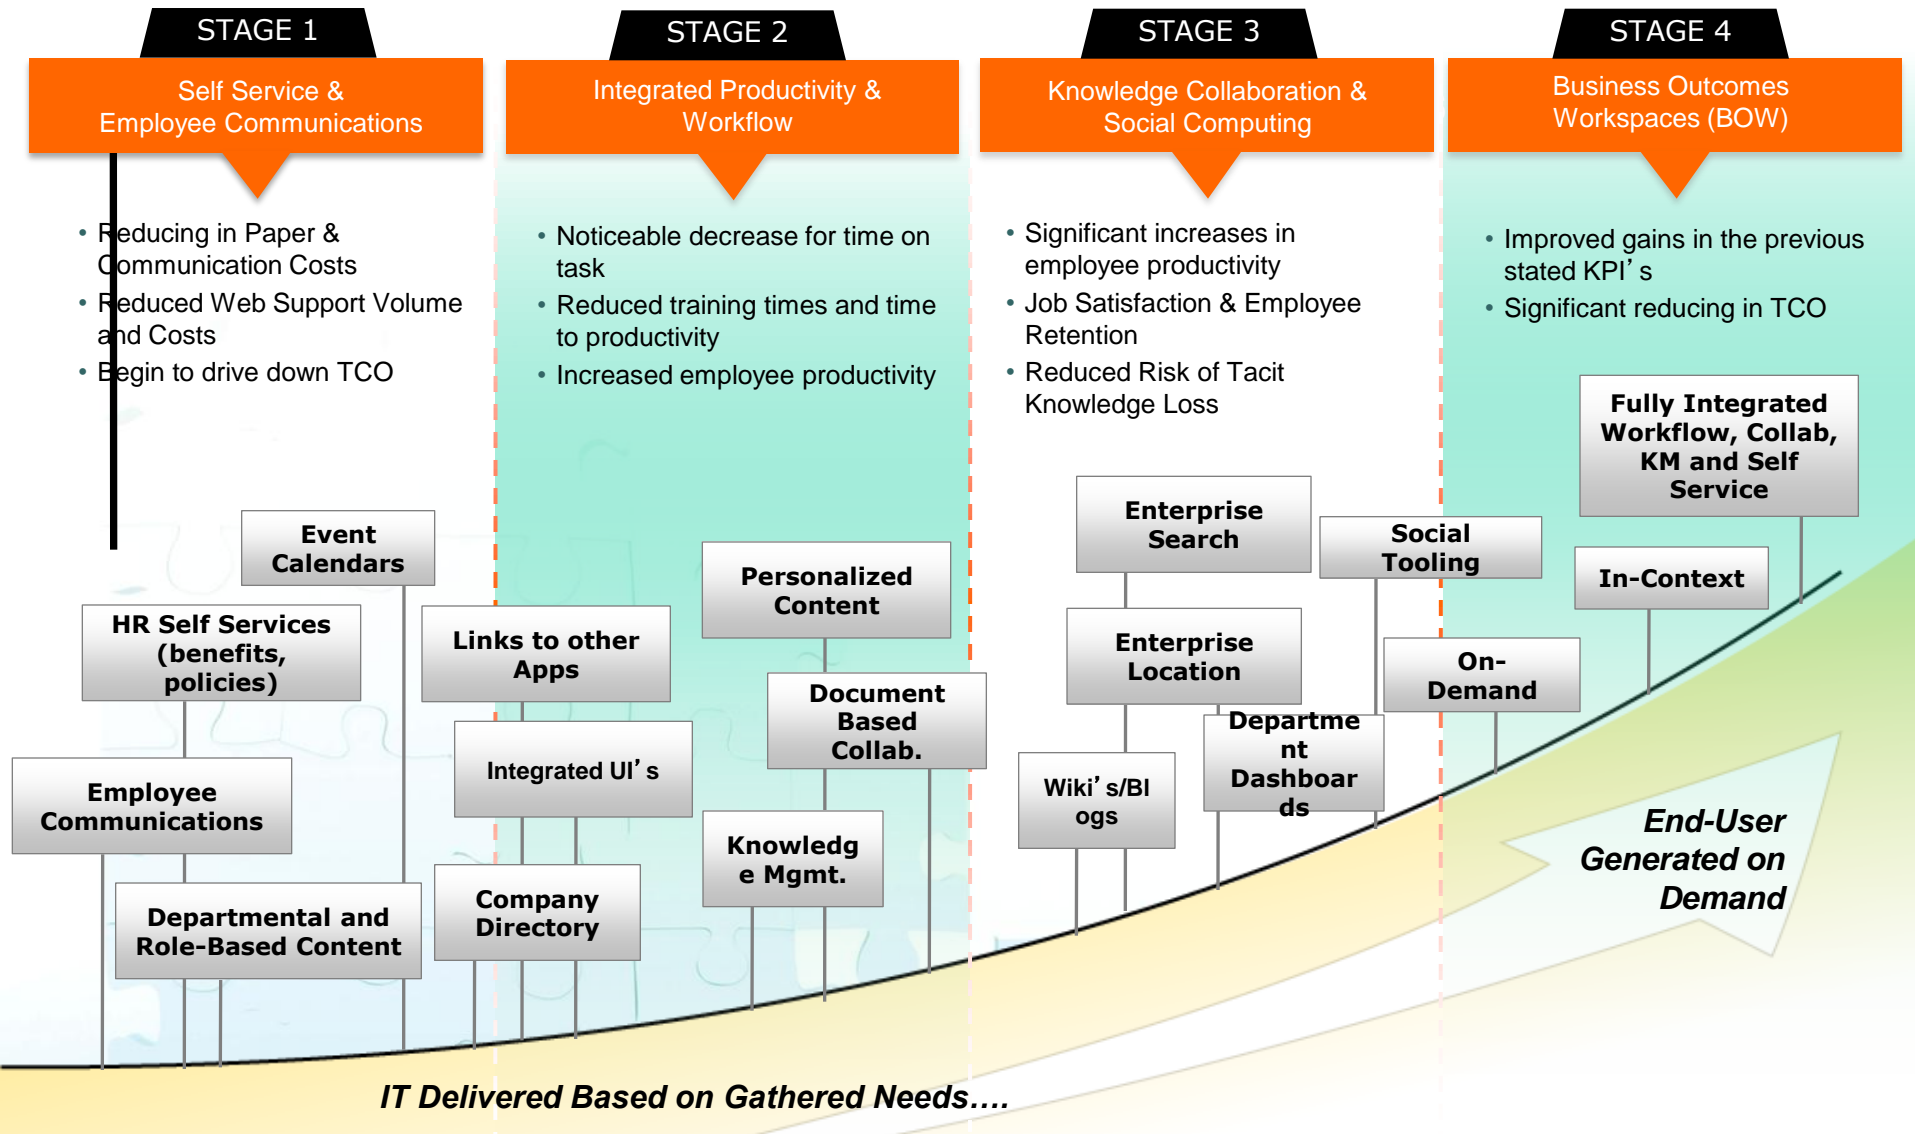 STAGE 1
Self Service &
Employee Communications
• Reducing in Paper &
Communication Costs
• Reduced Web Support Volume
and Costs
• Begin to drive down TCO
STAGE 2
Integrated Productivity &
Workflow
• Noticeable decrease for time on
task
• Reduced training times and time
to productivity
• Increased employee productivity
STAGE 3
Knowledge Collaboration &
Social Computing
• Significant increases in
employee productivity
• Job Satisfaction & Employee
Retention
• Reduced Risk of Tacit
Knowledge Loss
STAGE 4
Business Outcomes
Workspaces (BOW)
• Improved gains in the previous
stated KPI’s
• Significant reducing in TCO
Event
Calendars
HR Self Services
(benefits,
policies)
Employee
Communications
Departmental and
Role-Based Content
Links to other
Apps
Integrated UI’s
Company
Directory
Personalized
Content
Document
Based
Collab.
Knowledg
e Mgmt.
Enterprise
Search
Enterprise
Location
Wiki’s/Bl
ogs
Departme
nt
Dashboar
ds
Social
Tooling
On-
Demand
In-Context
Fully Integrated
Workflow, Collab,
KM and Self
Service
End-User
Generated on
Demand
IT Delivered Based on Gathered Needs....